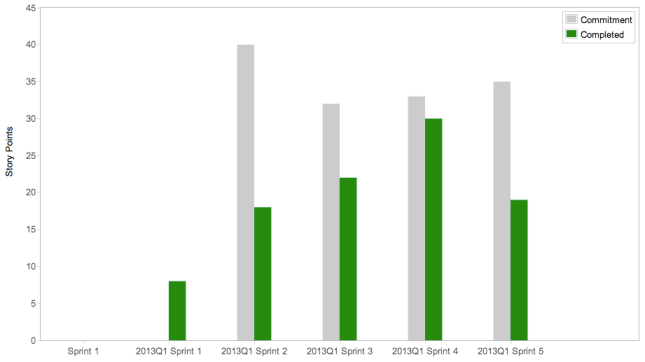 45
Commitment
Completed
40
35
30
25
20
15
10
5
0
Story Points
Sprint 1
2013Q1 Sprint 1
2013Q1 Sprint 2
2013Q1 Sprint 3
2013Q1 Sprint 4
2013Q1 Sprint 5